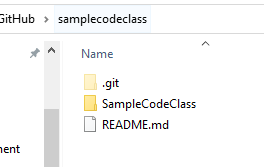 GitHub > samplecodeclass
Name
.git
SampleCodeClass
README.md
ment